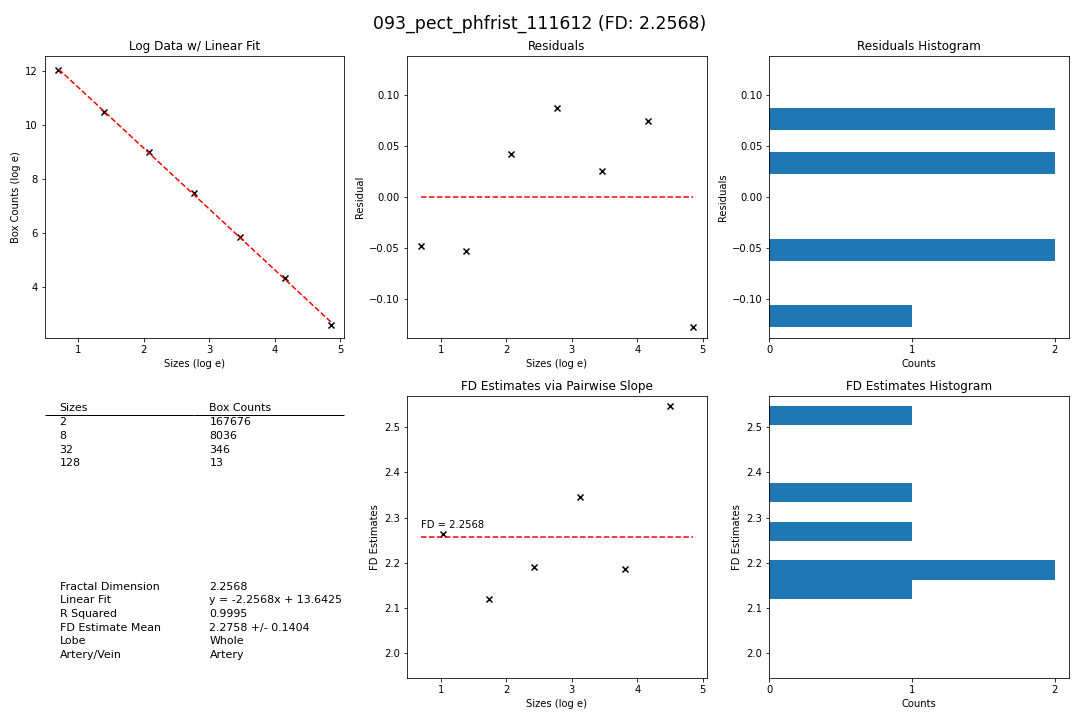 093_pect_phfrist_111612 (FD: 2.2568)
Log Data w/ Linear Fit
12
10
8
6
4
Box Counts (log e)
1 2 3 4 5
Sizes (log e)
Residuals
0.10
0.05
0.00
−0.05
−0.10
Residual
1 2 3 4 5
Sizes (log e)
Residuals Histogram
0.10
0.05
0.00
−0.05
−0.10
Residuals
0 1 2
Counts
Sizes Box Counts
2 167676
8 8036
32 346
128 13
Fractal Dimension 2.2568
Linear Fit y = -2.2568x + 13.6425
R Squared 0.9995
FD Estimate Mean 2.2758 +/- 0.1404
Lobe Whole
Artery/Vein Artery
FD Estimates via Pairwise Slope
2.5
2.4
2.3
2.2
2.1
2.0
FD Estimates
FD = 2.2568
1 2 3 4 5
Sizes (log e)
FD Estimates Histogram
2.5
2.4
2.3
2.2
2.1
2.0
FD Estimates
0 1 2
Counts